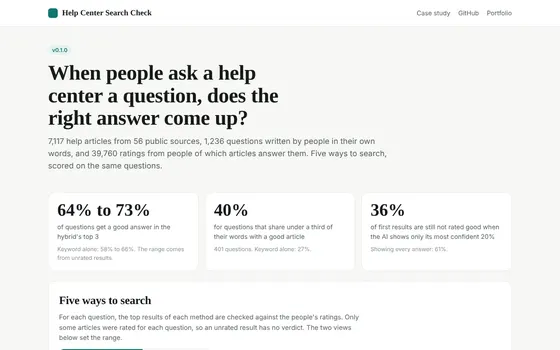 Help Center Search Check
Case study GitHub Portfolio
v0.1.0
When people ask a help
center a question, does the
right answer come up?
7,117 help articles from 56 public sources, 1,236 questions written by people in their own
words, and 39,760 ratings from people of which articles answer them. Five ways to search,
scored on the same questions.
64% to 73%
of questions get a good answer in the
hybrid's top 3
Keyword alone: 58% to 66%. The range comes
from unrated results.
40%
for questions that share under a third of
their words with a good article
401 questions. Keyword alone: 27%.
36%
of first results are still not rated good when
the AI shows only its most confident 20%
Showing every answer: 61%.
Five ways to search
For each question, the top results of each method are checked against the people's ratings. Only
some articles were rated for each question, so an unrated result has no verdict. The two views
below set the range.